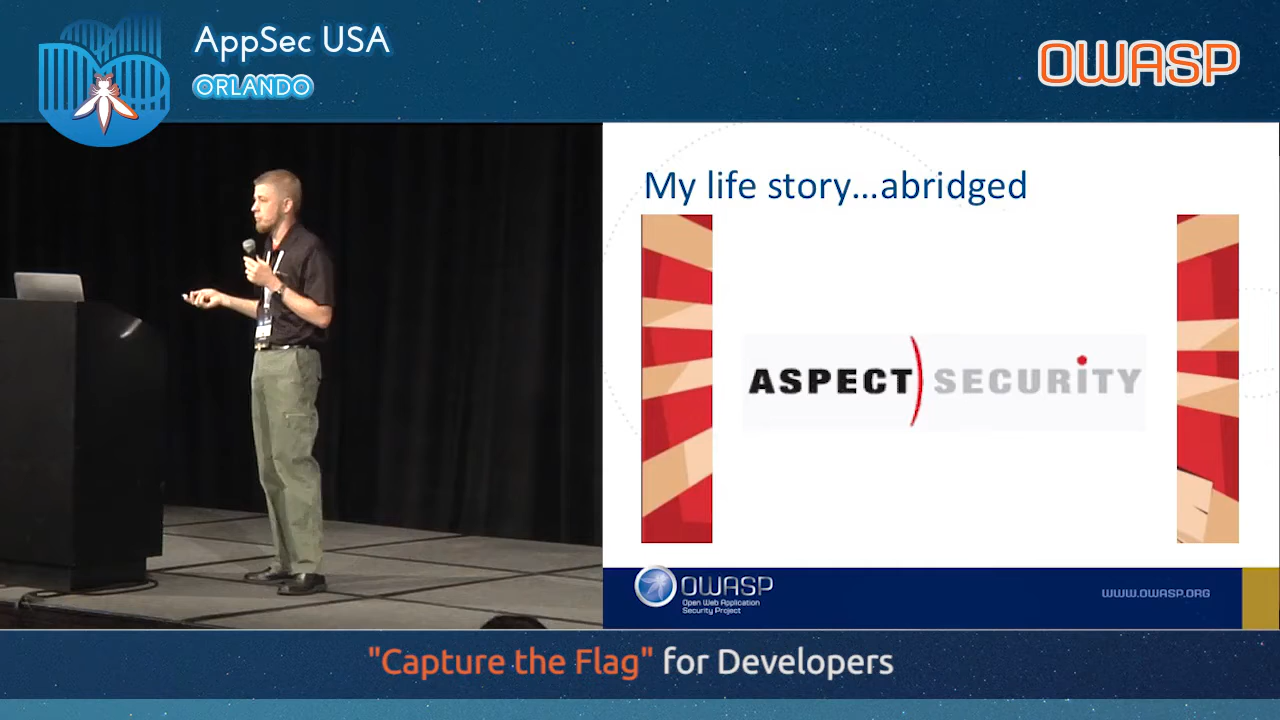 AppSec USA
ORLANDO
OWASP
My life story...abridged
ASPECT SECURITY
OWASP
Open Web Application
Security Project
WWW.OWASP.ORG
"Capture the Flag" for Developers